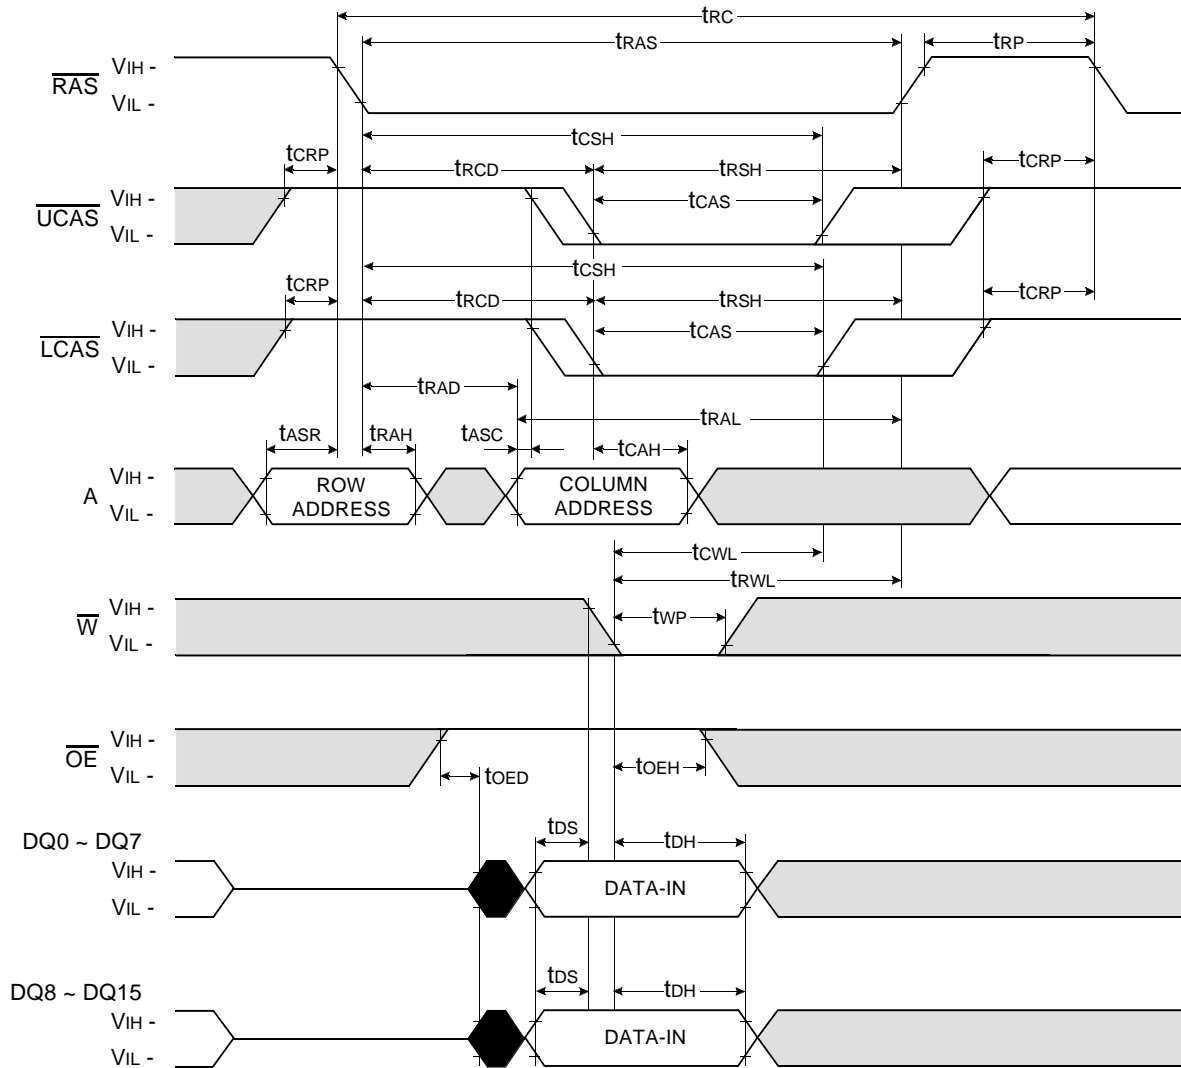 tRC
tRAS
tRP
RAS
VIH -
VIL -
tCSH
tCRP
tRCD
tRSH
tCRP
UCAS
VIH -
VIL -
tCAS
tCSH
tCRP
tRCD
tRSH
tCRP
LCAS
VIH -
VIL -
tCAS
tRAD
tRAL
tASR
tRAH
tASC
tCAH
A
VIH -
VIL -
ROW
ADDRESS
COLUMN
ADDRESS
tCWL
tRWL
W
VIH -
VIL -
tWP
OE
VIH -
VIL -
tOED
tOEH
DQ0 ~ DQ7
tDS
tDH
VIH -
VIL -
DATA-IN
DQ8 ~ DQ15
tDS
tDH
VIH -
VIL -
DATA-IN